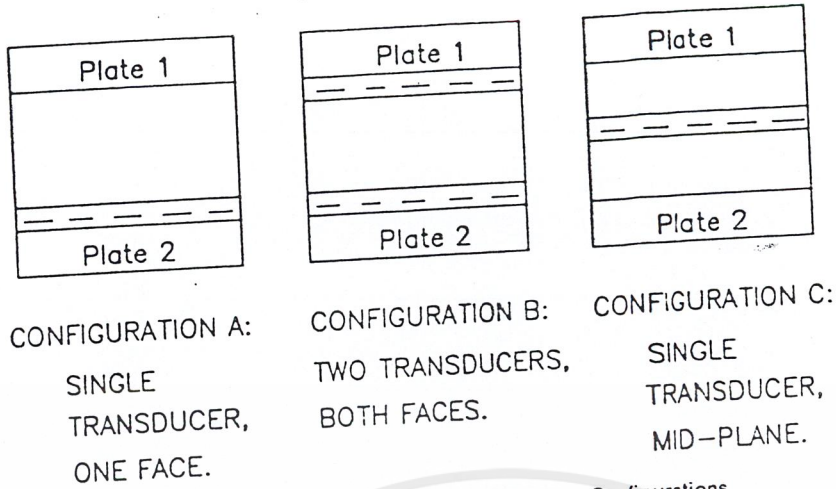 Plate 1
Plate 2
CONFIGURATION A:
SINGLE
TRANSDUCER,
ONE FACE.
Plate 1
Plate 2
CONFIGURATION B:
TWO TRANSDUCERS,
BOTH FACES.
Plate 1
Plate 2
CONFIGURATION C:
SINGLE
TRANSDUCER,
MID-PLANE.
Configurations